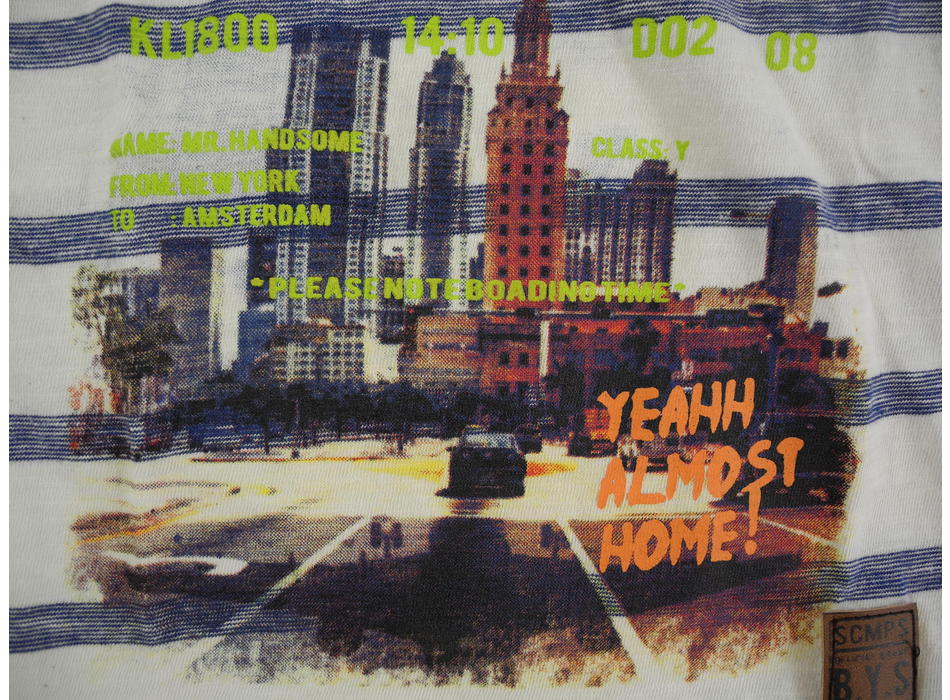 KL1800 14:10 D02 08
NAME: MR. HANDSOME CLASS: Y
FROM: NEW YORK
TO : AMSTERDAM
*PLEASE NOTE BOADING TIME*
YEAHH
ALMOST
HOME!
SCMPS
BYS